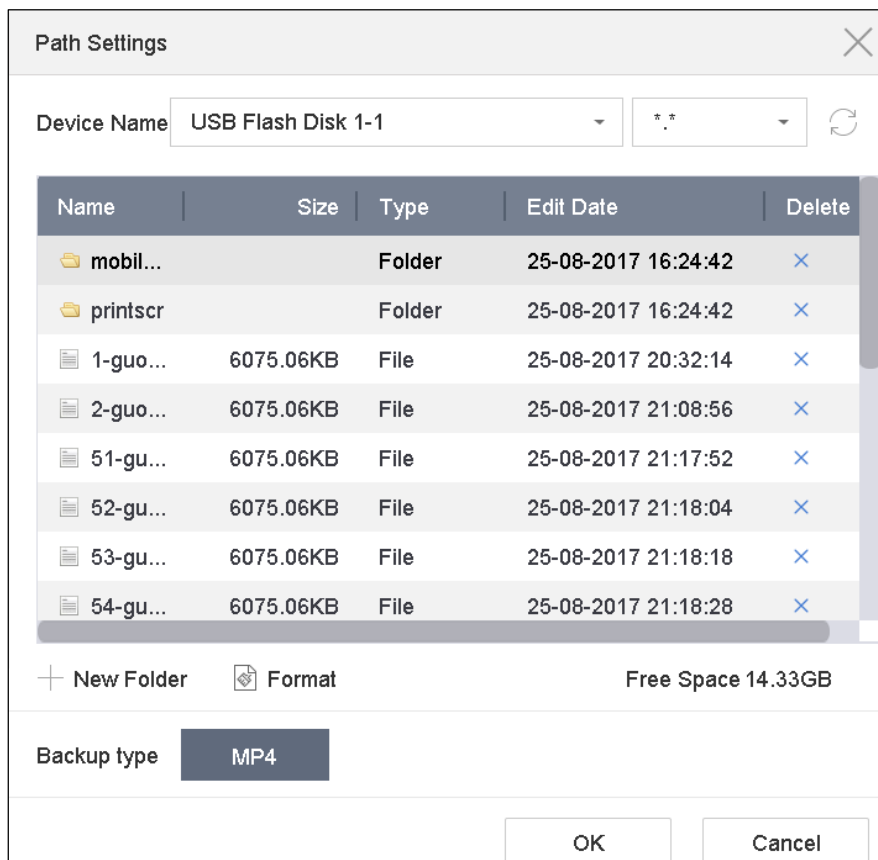 Path Settings
Device Name USB Flash Disk 1-1 *.*
Name Size Type Edit Date Delete
mobil... Folder 25-08-2017 16:24:42
printscr Folder 25-08-2017 16:24:42
1-guo... 6075.06KB File 25-08-2017 20:32:14
2-guo... 6075.06KB File 25-08-2017 21:08:56
51-gu... 6075.06KB File 25-08-2017 21:17:52
52-gu... 6075.06KB File 25-08-2017 21:18:04
53-gu... 6075.06KB File 25-08-2017 21:18:18
54-gu... 6075.06KB File 25-08-2017 21:18:28
New Folder Format Free Space 14.33GB
Backup type MP4
OK Cancel